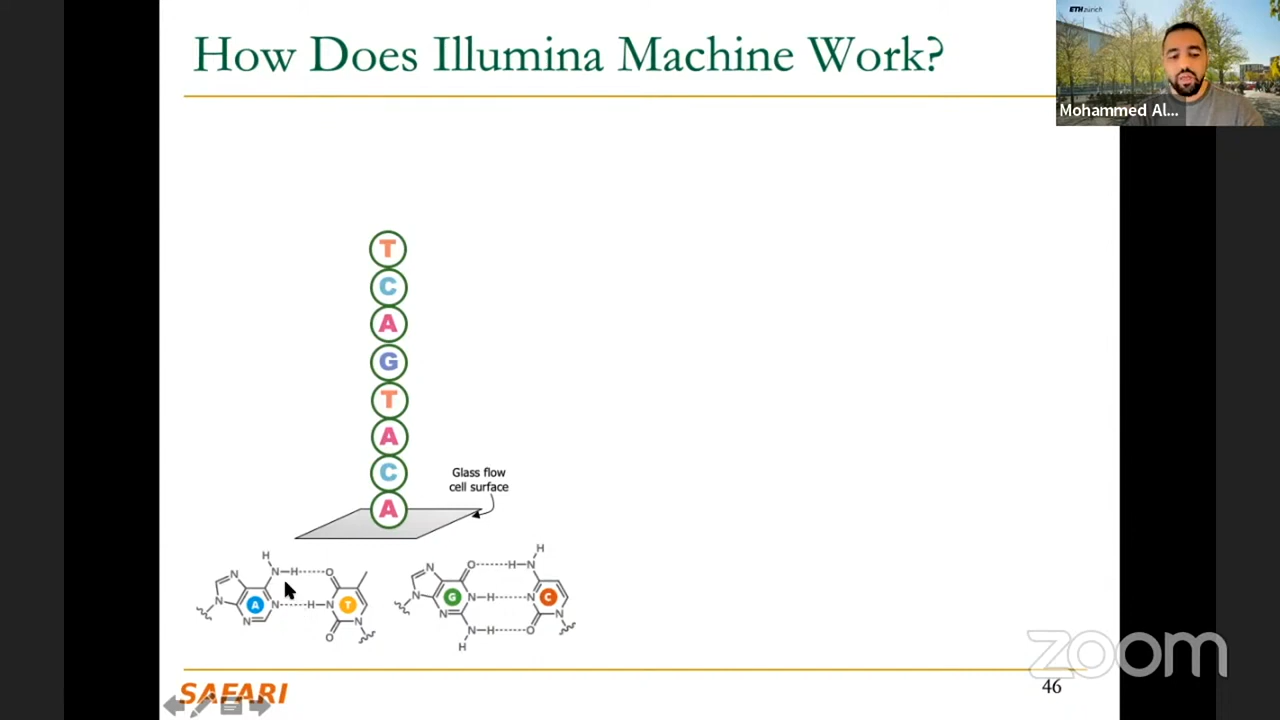 How Does Illumina Machine Work?
ETH zürich
Mohammed Al...
T
C
A
G
T
A
C
A
Glass flow
cell surface
H
N
N
H
O
N
N
N
A
H
N
T
O
N
H
N
O
H
N
N
N
N
G
H
N
C
N
H
H
O
N
H
SAFARI
46
zoom